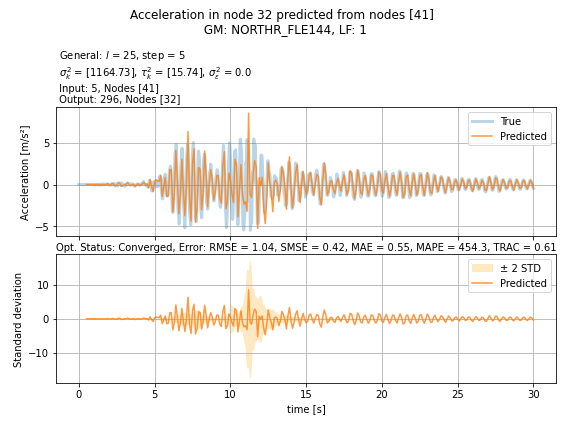 Acceleration in node 32 predicted from nodes [41]
GM: NORTHR_FLE144, LF: 1
General: l = 25, step = 5
σ²ₖ = [1164.73], τ²ₖ = [15.74], σ²ε = 0.0
Input: 5, Nodes [41]
Output: 296, Nodes [32]
True
Predicted
Acceleration [m/s²]
5
0
−5
Opt. Status: Converged, Error: RMSE = 1.04, SMSE = 0.42, MAE = 0.55, MAPE = 454.3, TRAC = 0.61
± 2 STD
Predicted
Standard deviation
10
0
−10
0 5 10 15 20 25 30
time [s]